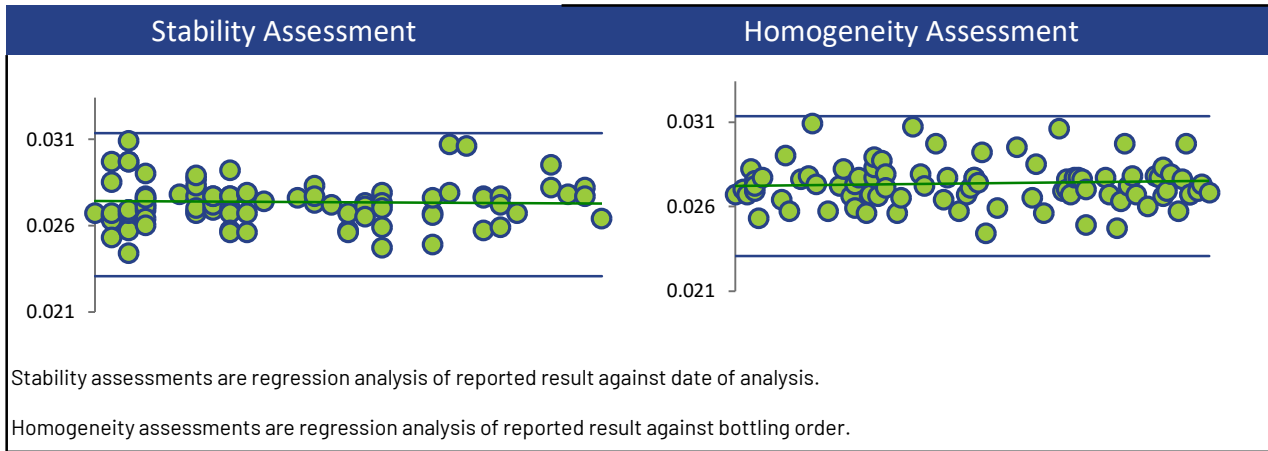 Stability Assessment
Homogeneity Assessment
0.031
0.026
0.021
0.031
0.026
0.021
Stability assessments are regression analysis of reported result against date of analysis.
Homogeneity assessments are regression analysis of reported result against bottling order.